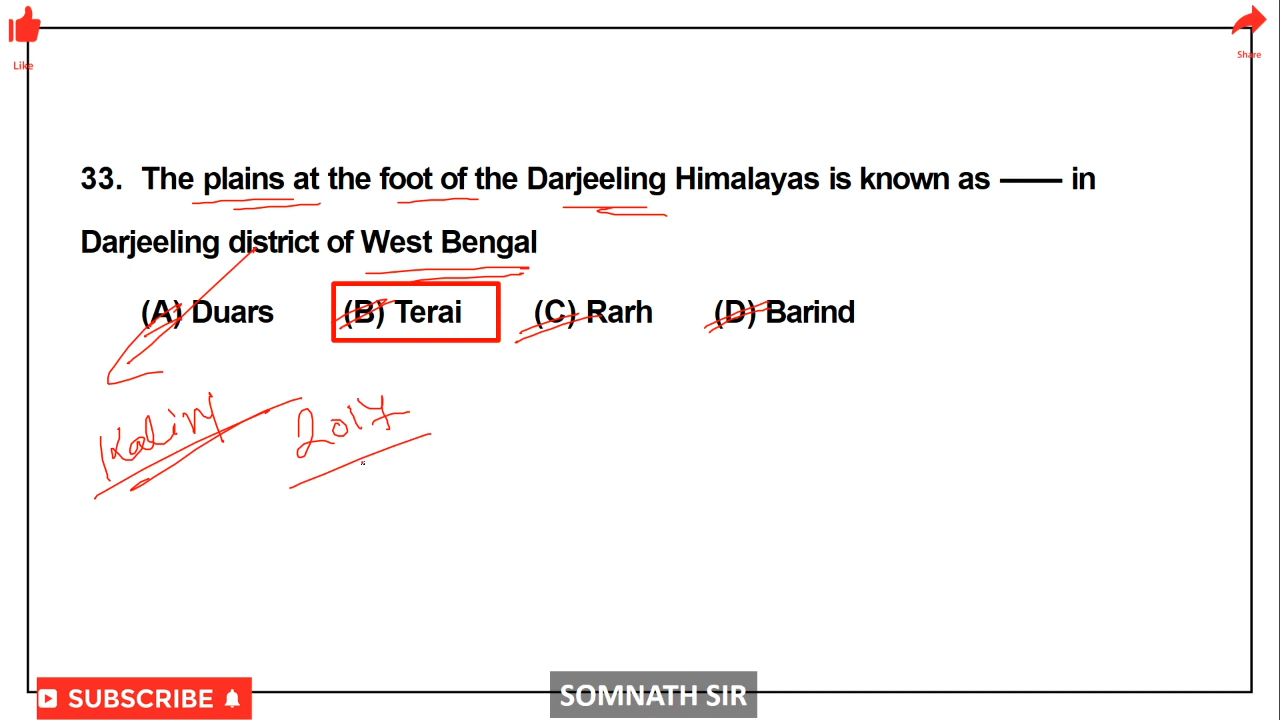 Like
Share
33. The plains at the foot of the Darjeeling Himalayas is known as —— in
Darjeeling district of West Bengal
(A) Duars (B) Terai (C) Rarh (D) Barind
2017
SUBSCRIBE
SOMNATH SIR